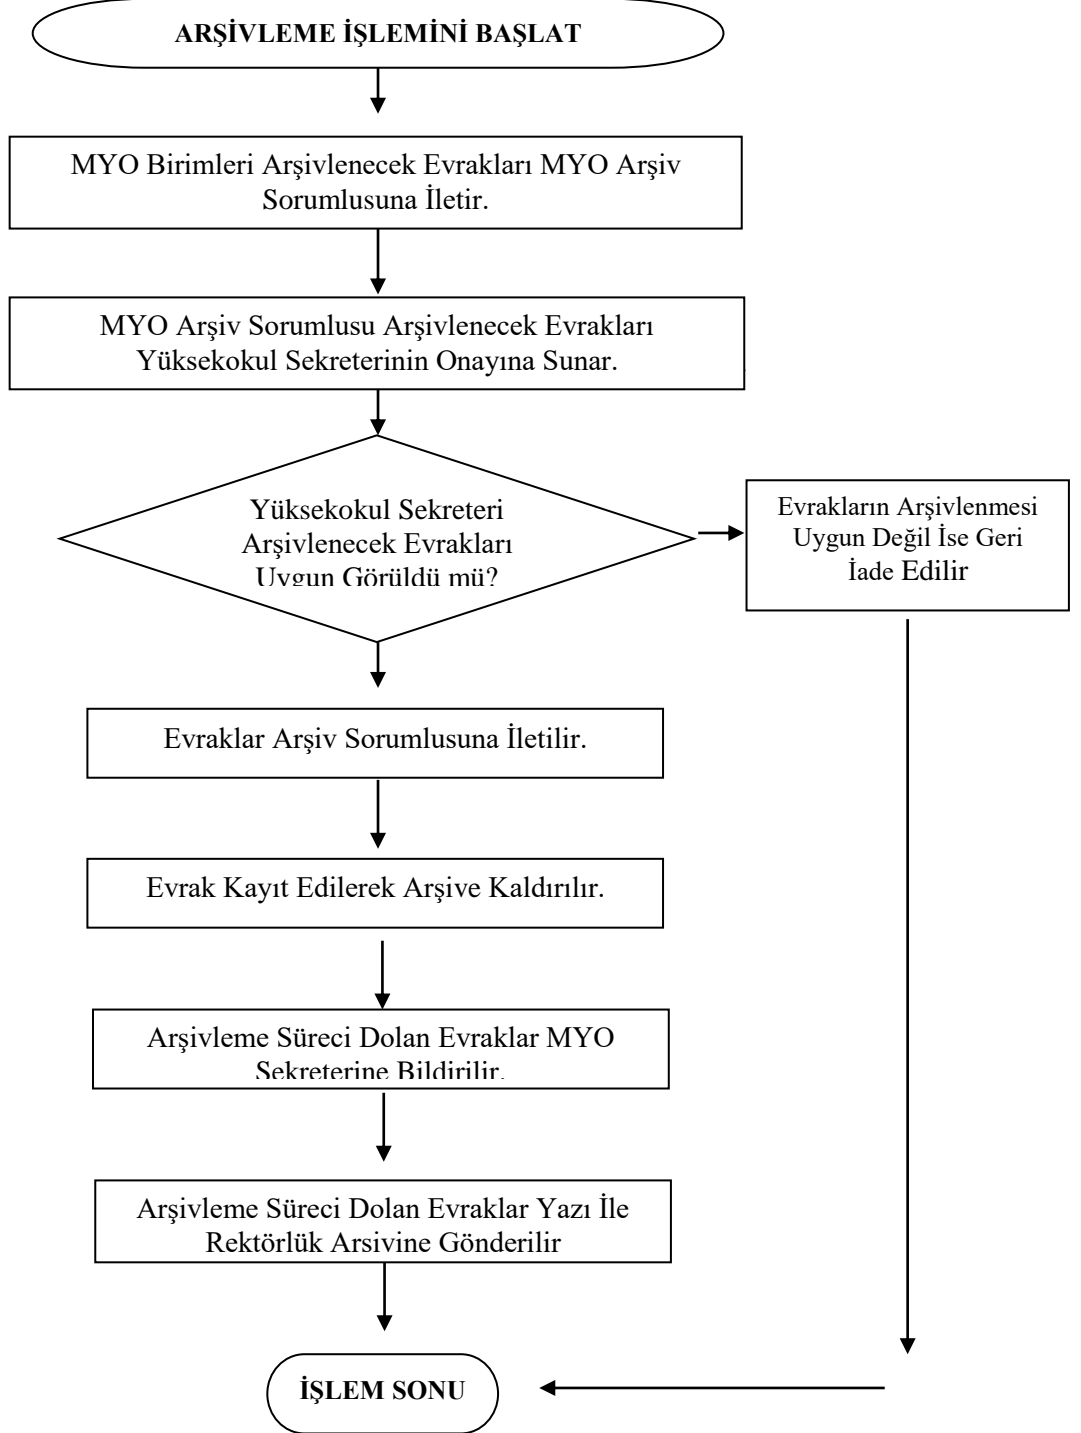 ARŞİVLEME İŞLEMİNİ BAŞLAT
MYO Birimleri Arşivlenecek Evrakları MYO Arşiv
Sorumlusuna İletir.
MYO Arşiv Sorumlusu Arşivlenecek Evrakları
Yüksekokul Sekreterinin Onayına Sunar.
Yüksekokul Sekreteri
Arşivlenecek Evrakları
Uygun Görüldü mü?
Evrakların Arşivlenmesi
Uygun Değil İse Geri
İade Edilir
Evraklar Arşiv Sorumlusuna İletilir.
Evrak Kayıt Edilerek Arşive Kaldırılır.
Arşivleme Süreci Dolan Evraklar MYO
Sekreterine Bildirilir.
Arşivleme Süreci Dolan Evraklar Yazı İle
Rektörlük Arşivine Gönderilir
İŞLEM SONU